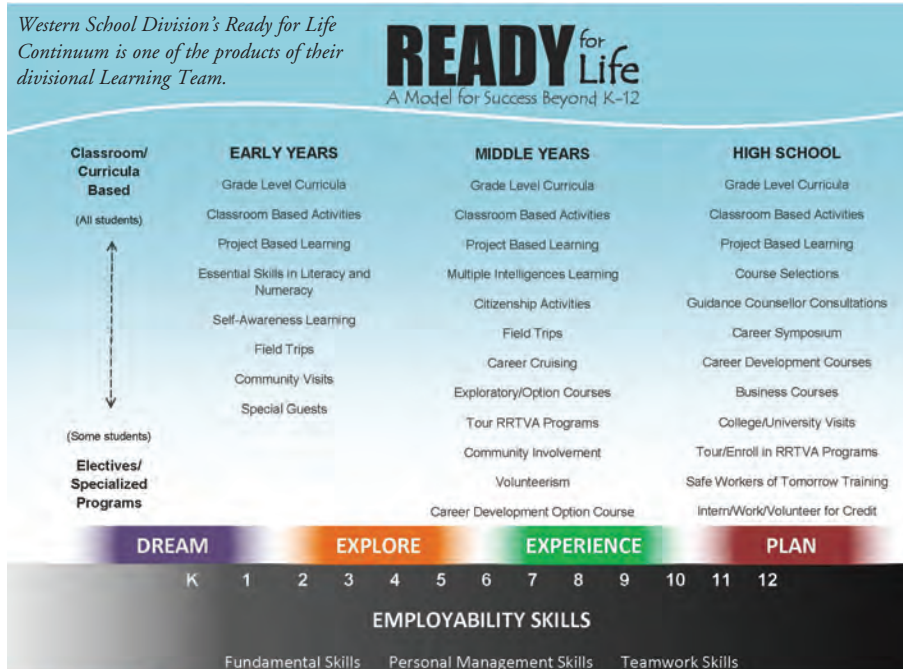 Western School Division's Ready for Life
Continuum is one of the products of their
divisional Learning Team.
READY for Life
A Model for Success Beyond K-12
Classroom/
Curricula
Based
(All students)
(Some students)
Electives/
Specialized
Programs
EARLY YEARS
Grade Level Curricula
Classroom Based Activities
Project Based Learning
Essential Skills in Literacy and
Numeracy
Self-Awareness Learning
Field Trips
Community Visits
Special Guests
MIDDLE YEARS
Grade Level Curricula
Classroom Based Activities
Project Based Learning
Multiple Intelligences Learning
Citizenship Activities
Field Trips
Career Cruising
Exploratory/Option Courses
Tour RRTVA Programs
Community Involvement
Volunteerism
Career Development Option Course
HIGH SCHOOL
Grade Level Curricula
Classroom Based Activities
Project Based Learning
Course Selections
Guidance Counsellor Consultations
Career Symposium
Career Development Courses
Business Courses
College/University Visits
Tour/Enroll in RRTVA Programs
Safe Workers of Tomorrow Training
Intern/Work/Volunteer for Credit
DREAM EXPLORE EXPERIENCE PLAN
K 1 2 3 4 5 6 7 8 9 10 11 12
EMPLOYABILITY SKILLS
Fundamental Skills Personal Management Skills Teamwork Skills